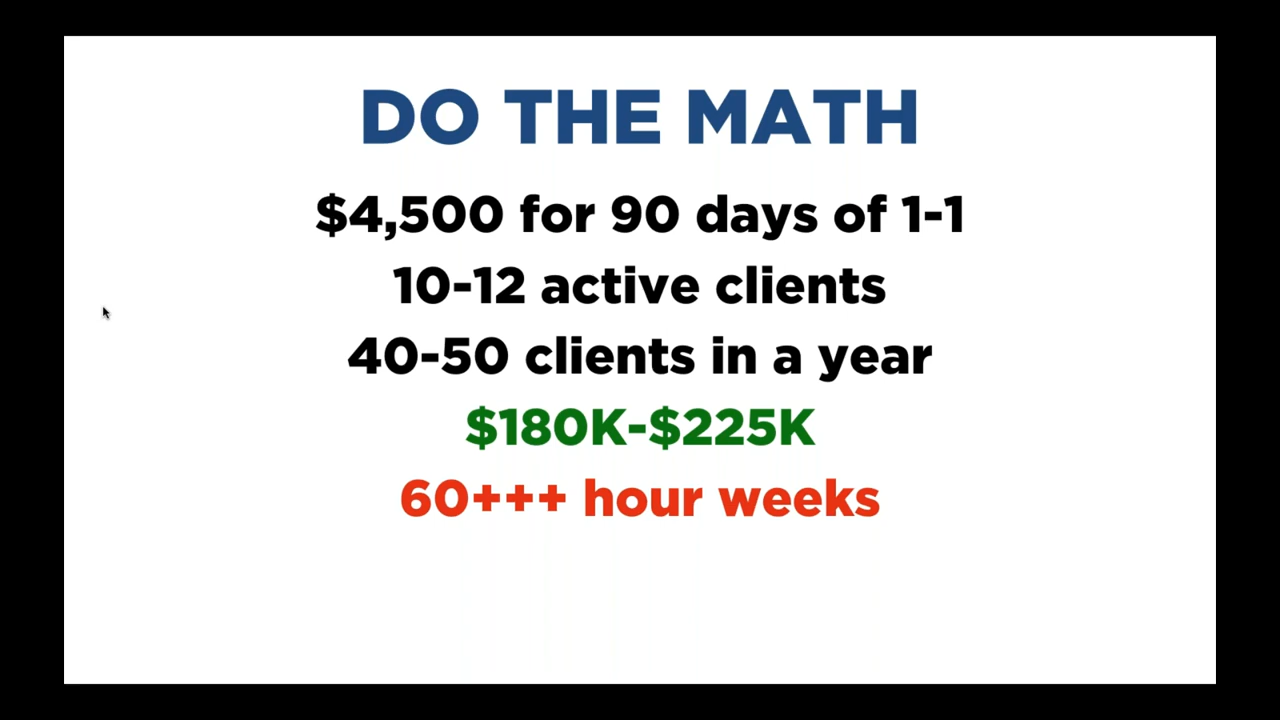 DO THE MATH
$4,500 for 90 days of 1-1
10-12 active clients
40-50 clients in a year
$180K-$225K
60+++ hour weeks